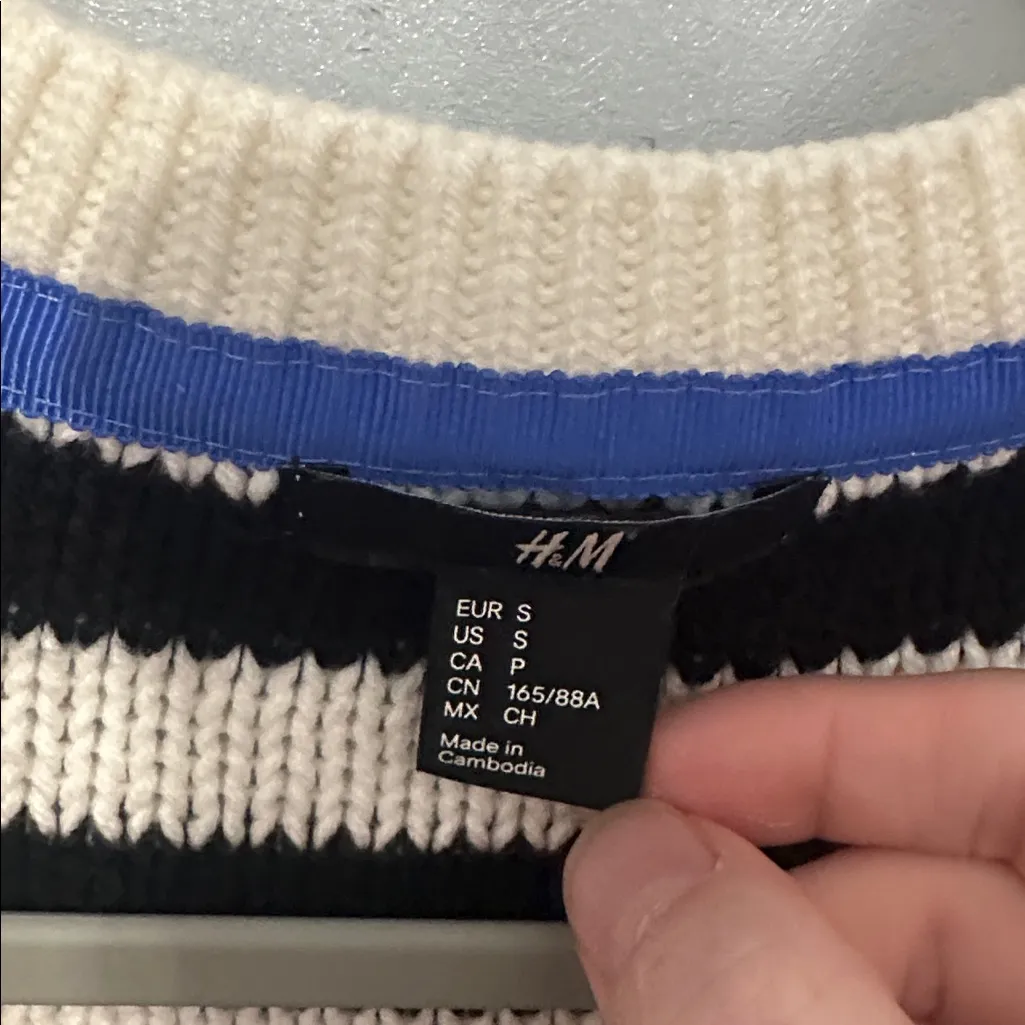 H&M
EUR S
US S
CA P
CN 165/88A
MX CH
Made in
Cambodia